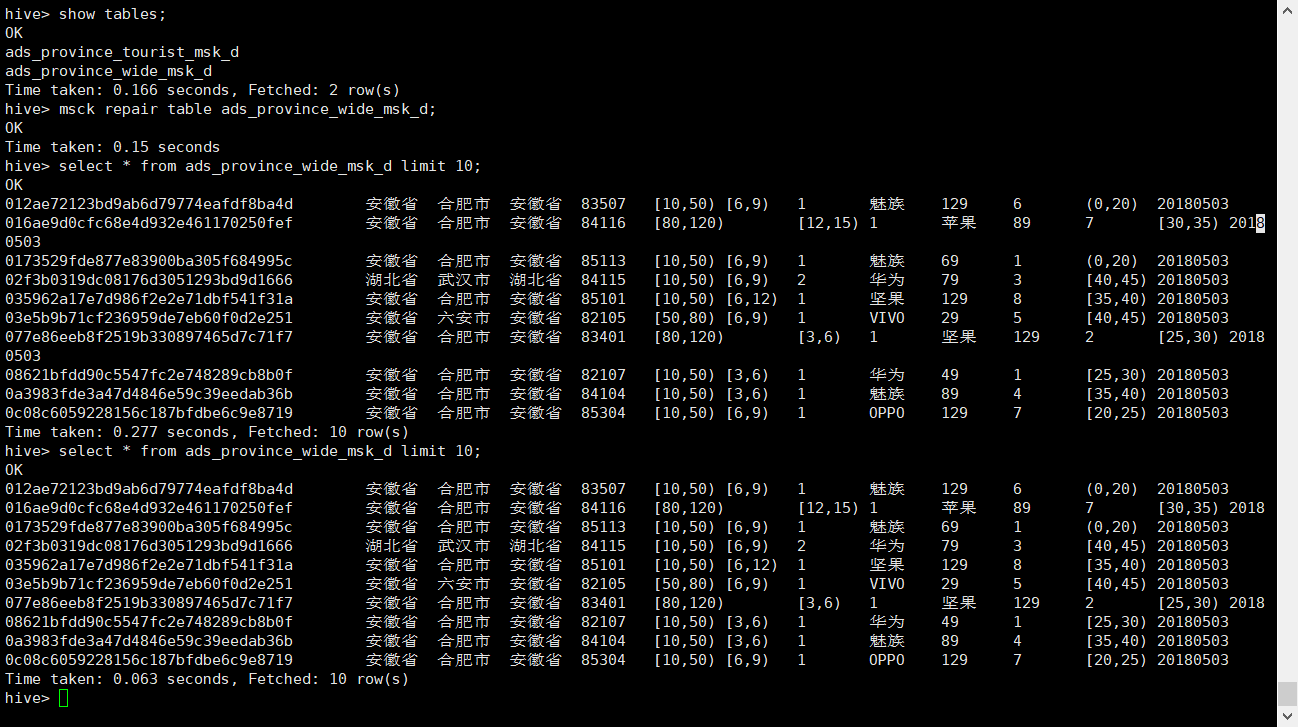 hive> show tables;
OK
ads_province_tourist_msk_d
ads_province_wide_msk_d
Time taken: 0.166 seconds, Fetched: 2 row(s)
hive> msck repair table ads_province_wide_msk_d;
OK
Time taken: 0.15 seconds
hive> select * from ads_province_wide_msk_d limit 10;
OK
012ae72123bd9ab6d79774eafdf8ba4d 安徽省 合肥市 安徽省 83507 [10,50) [6,9) 1 魅族 129 6 (0,20) 20180503
016ae9d0cfc68e4d932e461170250fef 安徽省 合肥市 安徽省 84116 [80,120) [12,15) 1 苹果 89 7 [30,35) 2018
0503
0173529fde877e83900ba305f684995c 安徽省 合肥市 安徽省 85113 [10,50) [6,9) 1 魅族 69 1 (0,20) 20180503
02f3b0319dc08176d3051293bd9d1666 湖北省 武汉市 湖北省 84115 [10,50) [6,9) 2 华为 79 3 [40,45) 20180503
035962a17e7d986f2e2e71dbf541f31a 安徽省 合肥市 安徽省 85101 [10,50) [6,12) 1 坚果 129 8 [35,40) 20180503
03e5b9b71cf236959de7eb60f0d2e251 安徽省 六安市 安徽省 82105 [50,80) [6,9) 1 VIVO 29 5 [40,45) 20180503
077e86eeb8f2519b330897465d7c71f7 安徽省 合肥市 安徽省 83401 [80,120) [3,6) 1 坚果 129 2 [25,30) 2018
0503
08621bfdd90c5547fc2e748289cb8b0f 安徽省 合肥市 安徽省 82107 [10,50) [3,6) 1 华为 49 1 [25,30) 20180503
0a3983fde3a47d4846e59c39eedab36b 安徽省 合肥市 安徽省 84104 [10,50) [3,6) 1 魅族 89 4 [35,40) 20180503
0c08c6059228156c187bfdbe6c9e8719 安徽省 合肥市 安徽省 85304 [10,50) [6,9) 1 OPPO 129 7 [20,25) 20180503
Time taken: 0.277 seconds, Fetched: 10 row(s)
hive> select * from ads_province_wide_msk_d limit 10;
OK
012ae72123bd9ab6d79774eafdf8ba4d 安徽省 合肥市 安徽省 83507 [10,50) [6,9) 1 魅族 129 6 (0,20) 20180503
016ae9d0cfc68e4d932e461170250fef 安徽省 合肥市 安徽省 84116 [80,120) [12,15) 1 苹果 89 7 [30,35) 2018
0173529fde877e83900ba305f684995c 安徽省 合肥市 安徽省 85113 [10,50) [6,9) 1 魅族 69 1 (0,20) 20180503
02f3b0319dc08176d3051293bd9d1666 湖北省 武汉市 湖北省 84115 [10,50) [6,9) 2 华为 79 3 [40,45) 20180503
035962a17e7d986f2e2e71dbf541f31a 安徽省 合肥市 安徽省 85101 [10,50) [6,12) 1 坚果 129 8 [35,40) 20180503
03e5b9b71cf236959de7eb60f0d2e251 安徽省 六安市 安徽省 82105 [50,80) [6,9) 1 VIVO 29 5 [40,45) 20180503
077e86eeb8f2519b330897465d7c71f7 安徽省 合肥市 安徽省 83401 [80,120) [3,6) 1 坚果 129 2 [25,30) 2018
08621bfdd90c5547fc2e748289cb8b0f 安徽省 合肥市 安徽省 82107 [10,50) [3,6) 1 华为 49 1 [25,30) 20180503
0a3983fde3a47d4846e59c39eedab36b 安徽省 合肥市 安徽省 84104 [10,50) [3,6) 1 魅族 89 4 [35,40) 20180503
0c08c6059228156c187bfdbe6c9e8719 安徽省 合肥市 安徽省 85304 [10,50) [6,9) 1 OPPO 129 7 [20,25) 20180503
Time taken: 0.063 seconds, Fetched: 10 row(s)
hive>